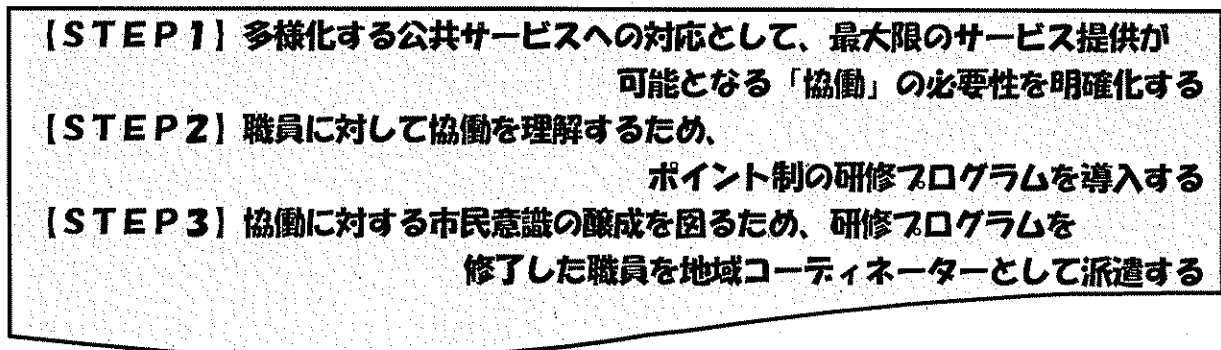 【ＳＴＥＰ１】多様化する公共サービスへの対応として、最大限のサービス提供が
可能となる「協働」の必要性を明確化する
【ＳＴＥＰ２】職員に対して協働を理解するため、
ポイント制の研修プログラムを導入する
【ＳＴＥＰ３】協働に対する市民意識の醸成を図るため、研修プログラムを
修了した職員を地域コーディネーターとして派遣する